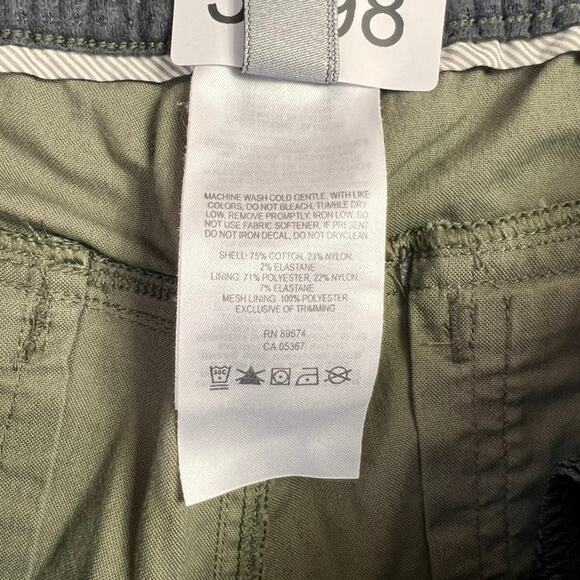 98
MACHINE WASH COLD GENTLE, WITH LIKE
COLORS, DO NOT BLEACH, TUMBLE DRY
LOW, REMOVE PROMPTLY, IRON LOW, DO
NOT USE FABRIC SOFTENER, IF PRESENT
DO NOT IRON DECAL, DO NOT DRYCLEAN
SHELL: 75% COTTON, 23% NYLON,
2% ELASTANE
LINING: 71% POLYESTER, 22% NYLON,
7% ELASTANE
MESH LINING: 100% POLYESTER
EXCLUSIVE OF TRIMMING
RN 89674
CA 05367
30C